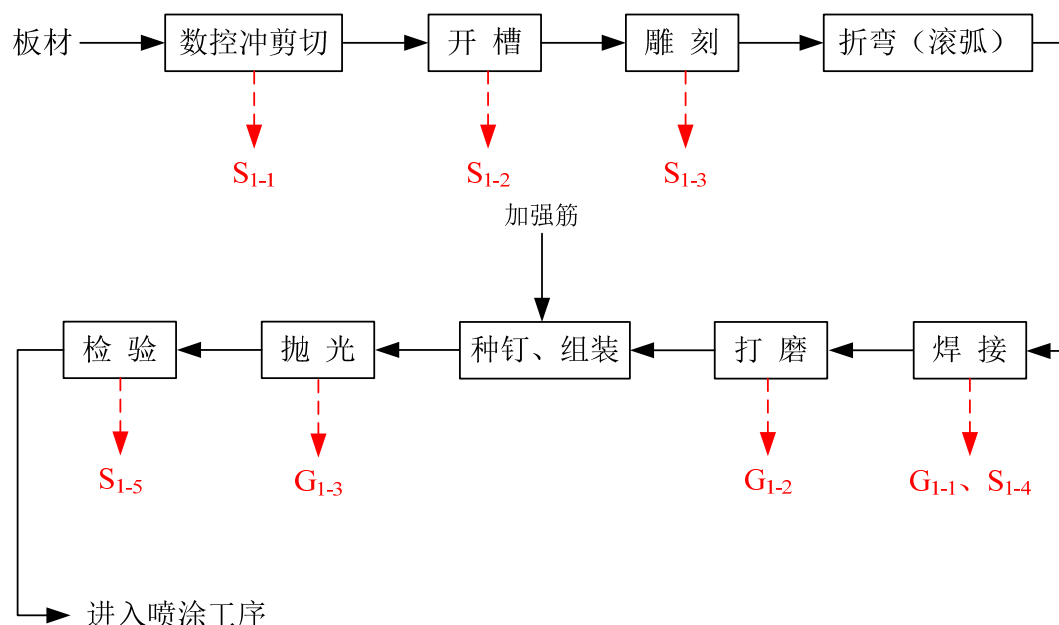 板材 数控冲剪切 开 槽 雕 刻 折弯（滚弧）
S1-1 S1-2 S1-3
加强筋
检 验 抛 光 种钉、组装 打 磨 焊 接
S1-5 G1-3 G1-2 G1-1、S1-4
进入喷涂工序